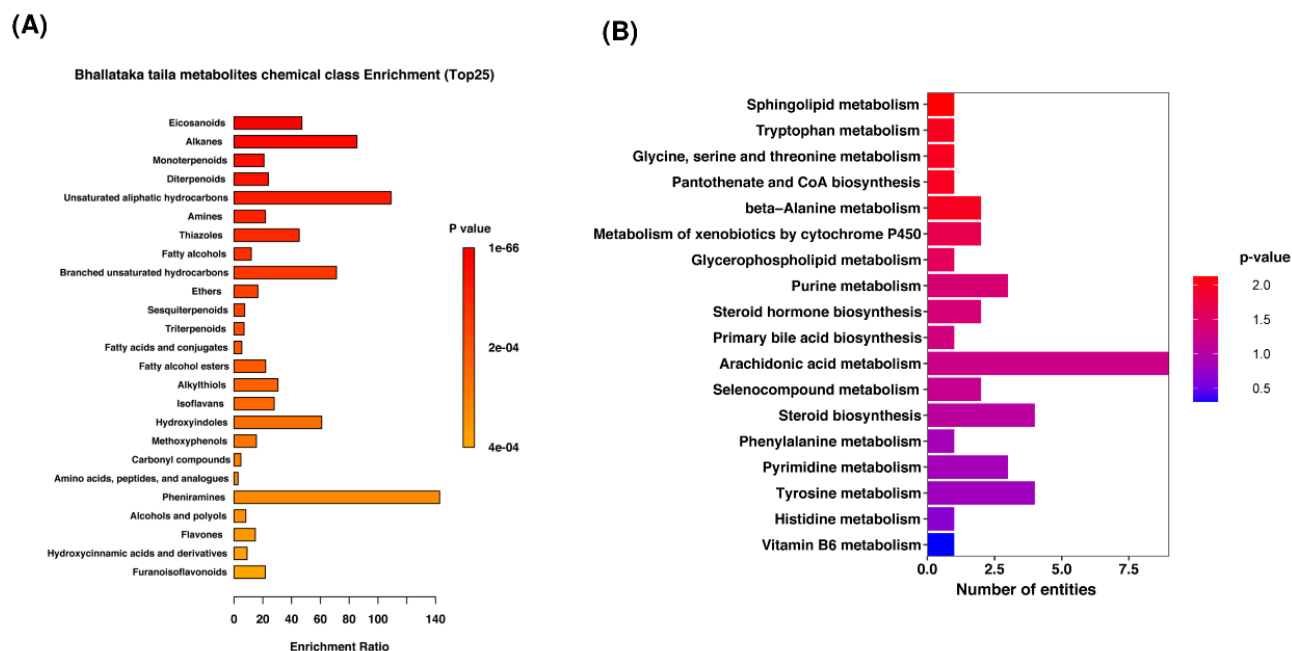 (A)
Bhallataka taila metabolites chemical class Enrichment (Top25)
Eicosanoids
Alkanes
Monoterpenoids
Diterpenoids
Unsaturated aliphatic hydrocarbons
Amines
Thiazoles
Fatty alcohols
Branched unsaturated hydrocarbons
Ethers
Sesquiterpenoids
Triterpenoids
Fatty acids and conjugates
Fatty alcohol esters
Alkylthiols
Isoflavans
Hydroxyindoles
Methoxyphenols
Carbonyl compounds
Amino acids, peptides, and analogues
Pheniramines
Alcohols and polyols
Flavones
Hydroxycinnamic acids and derivatives
Furanoisoflavonoids
0 20 40 60 80 100 140
Enrichment Ratio
P value
1e-66
2e-04
4e-04
(B)
Sphingolipid metabolism
Tryptophan metabolism
Glycine, serine and threonine metabolism
Pantothenate and CoA biosynthesis
beta−Alanine metabolism
Metabolism of xenobiotics by cytochrome P450
Glycerophospholipid metabolism
Purine metabolism
Steroid hormone biosynthesis
Primary bile acid biosynthesis
Arachidonic acid metabolism
Selenocompound metabolism
Steroid biosynthesis
Phenylalanine metabolism
Pyrimidine metabolism
Tyrosine metabolism
Histidine metabolism
Vitamin B6 metabolism
0.0 2.5 5.0 7.5
Number of entities
p-value
2.0
1.5
1.0
0.5